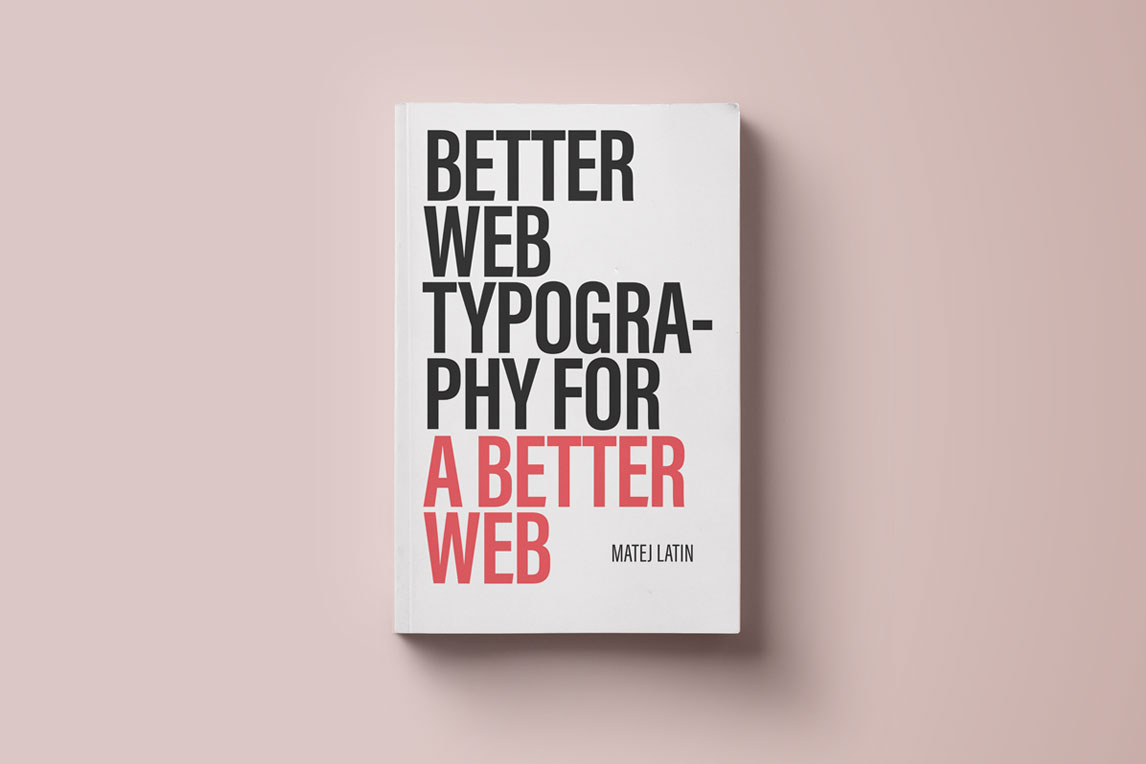 BETTER
WEB
TYPOGRA-
PHY FOR
A BETTER
WEB
MATEJ LATIN